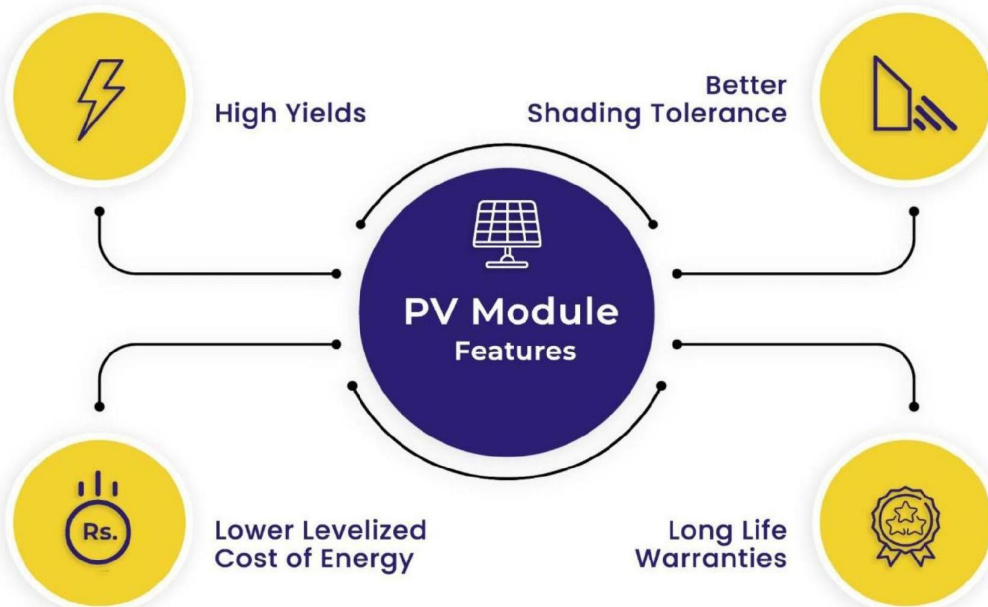 High Yields
Better
Shading Tolerance
PV Module
Features
Rs.
Lower Levelized
Cost of Energy
Long Life
Warranties